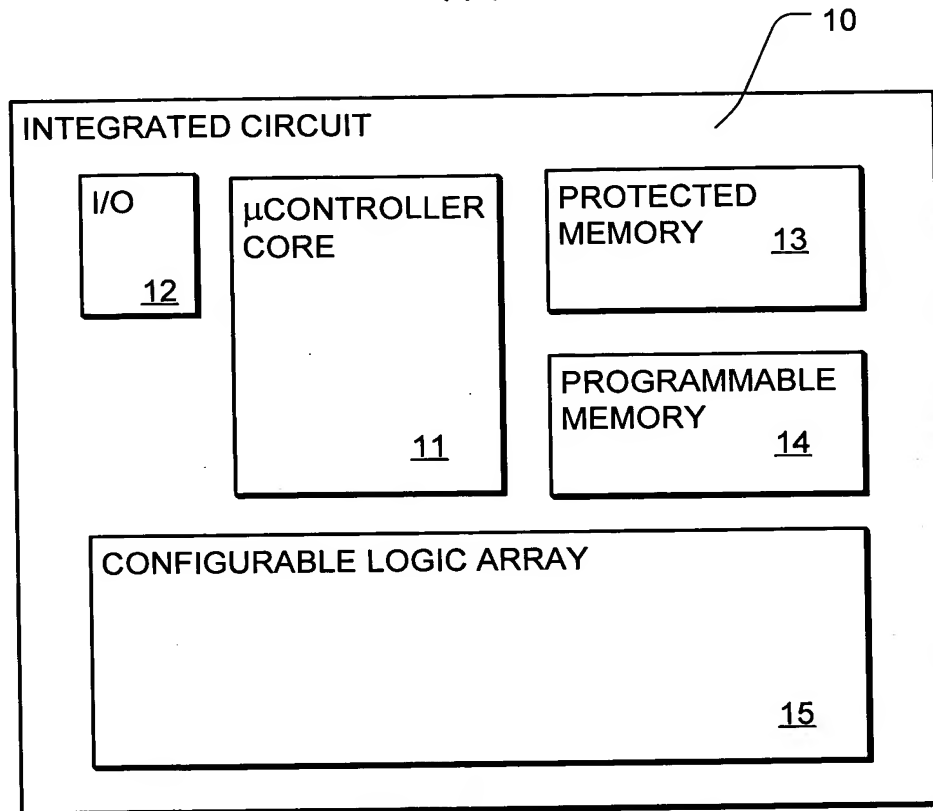 10
INTEGRATED CIRCUIT
I/O
12
μCONTROLLER
CORE
11
PROTECTED
MEMORY
13
PROGRAMMABLE
MEMORY
14
CONFIGURABLE LOGIC ARRAY
15